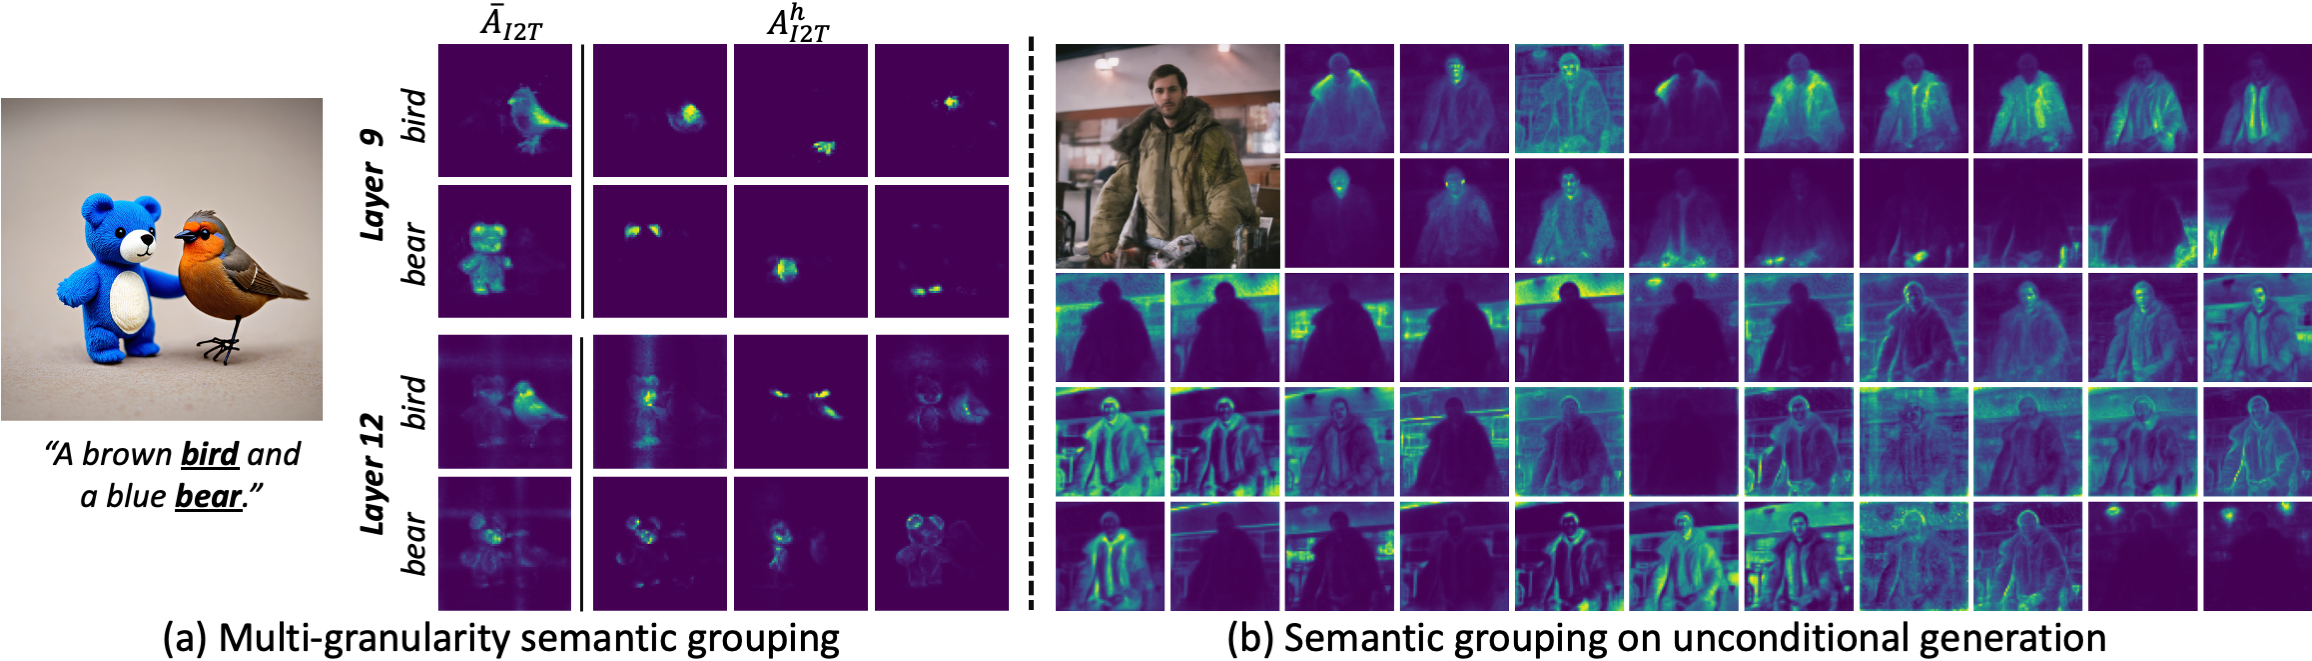 Ā_{I2T}
A^h_{I2T}
Layer 9
bird
bear
Layer 12
bird
bear
“A brown bird and
a blue bear.”
(a) Multi-granularity semantic grouping
(b) Semantic grouping on unconditional generation